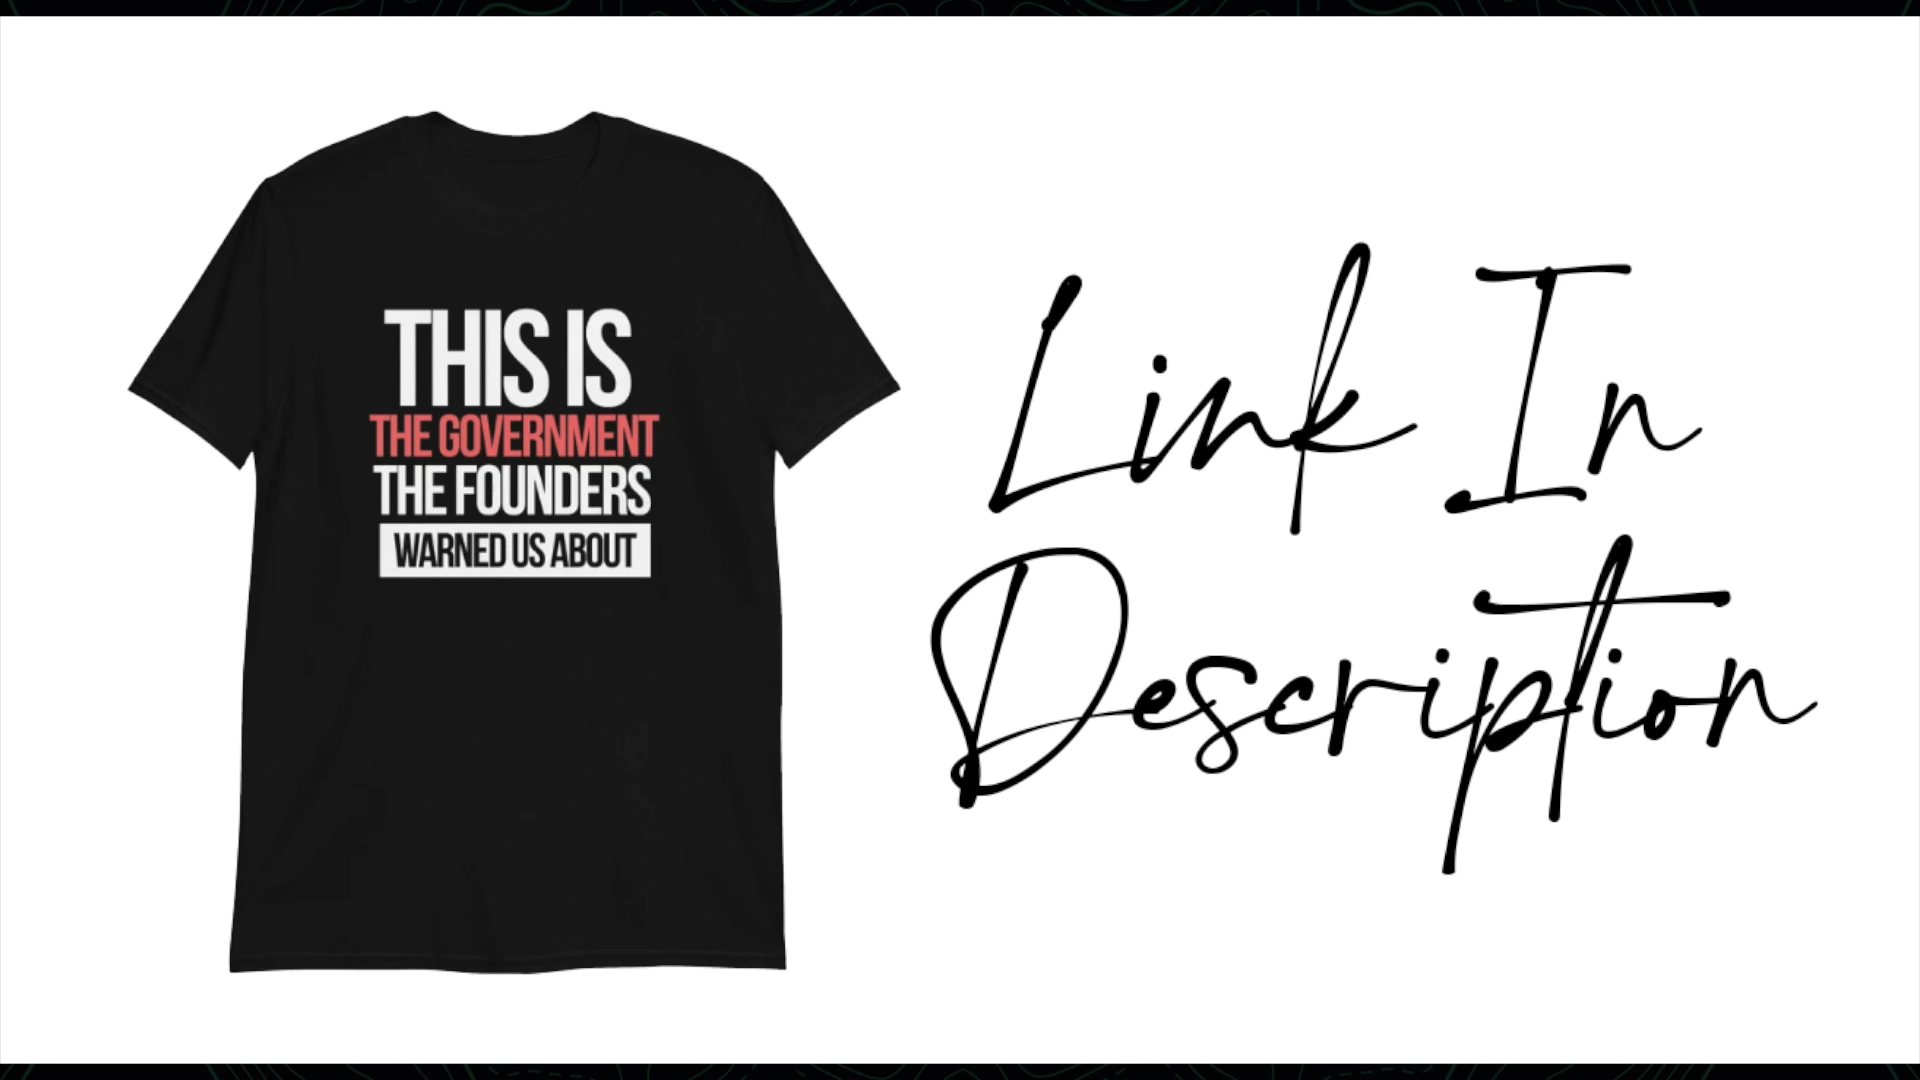 THIS IS
THE GOVERNMENT
THE FOUNDERS
WARNED US ABOUT
Link In
Description